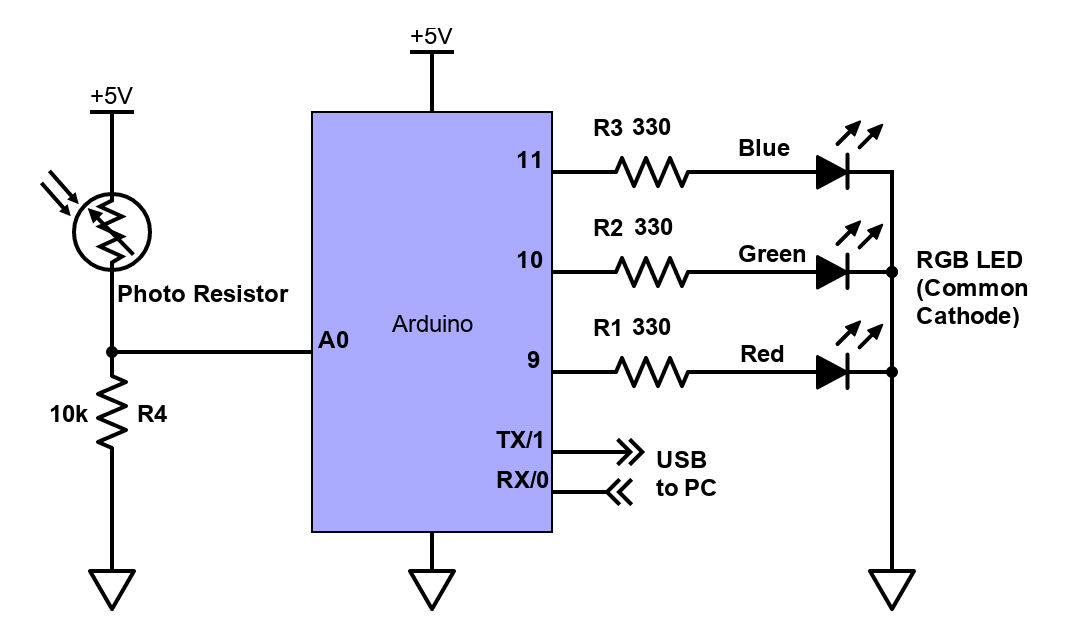 +5V
+5V
Photo Resistor
10k R4
Arduino
A0
11
10
9
TX/1
RX/0
R3 330
Blue
R2 330
Green
R1 330
Red
USB
to PC
RGB LED
(Common
Cathode)